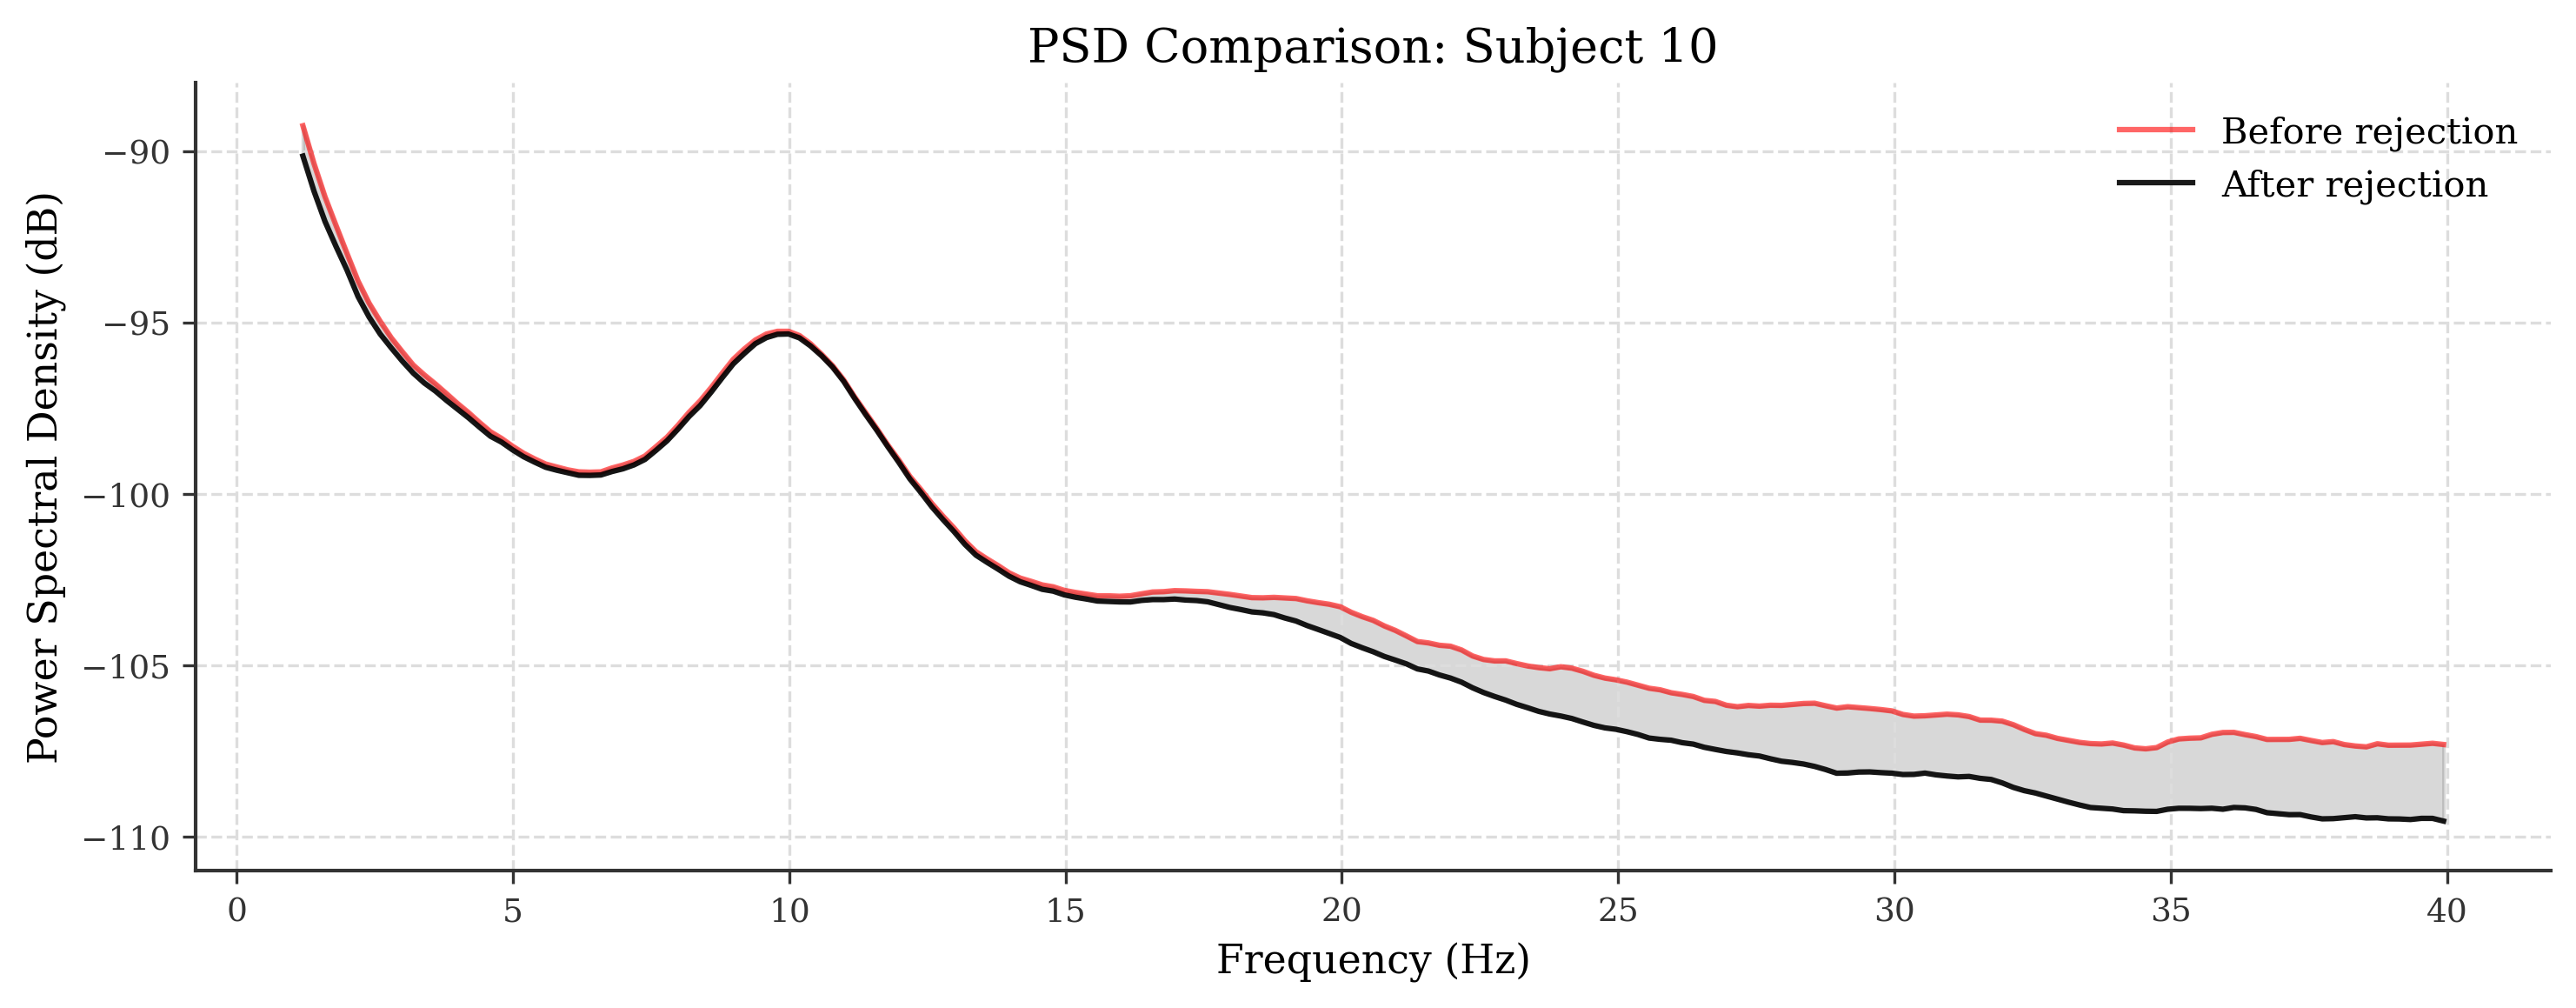 PSD Comparison: Subject 10
Before rejection
After rejection
Power Spectral Density (dB)
−90
−95
−100
−105
−110
0 5 10 15 20 25 30 35 40
Frequency (Hz)